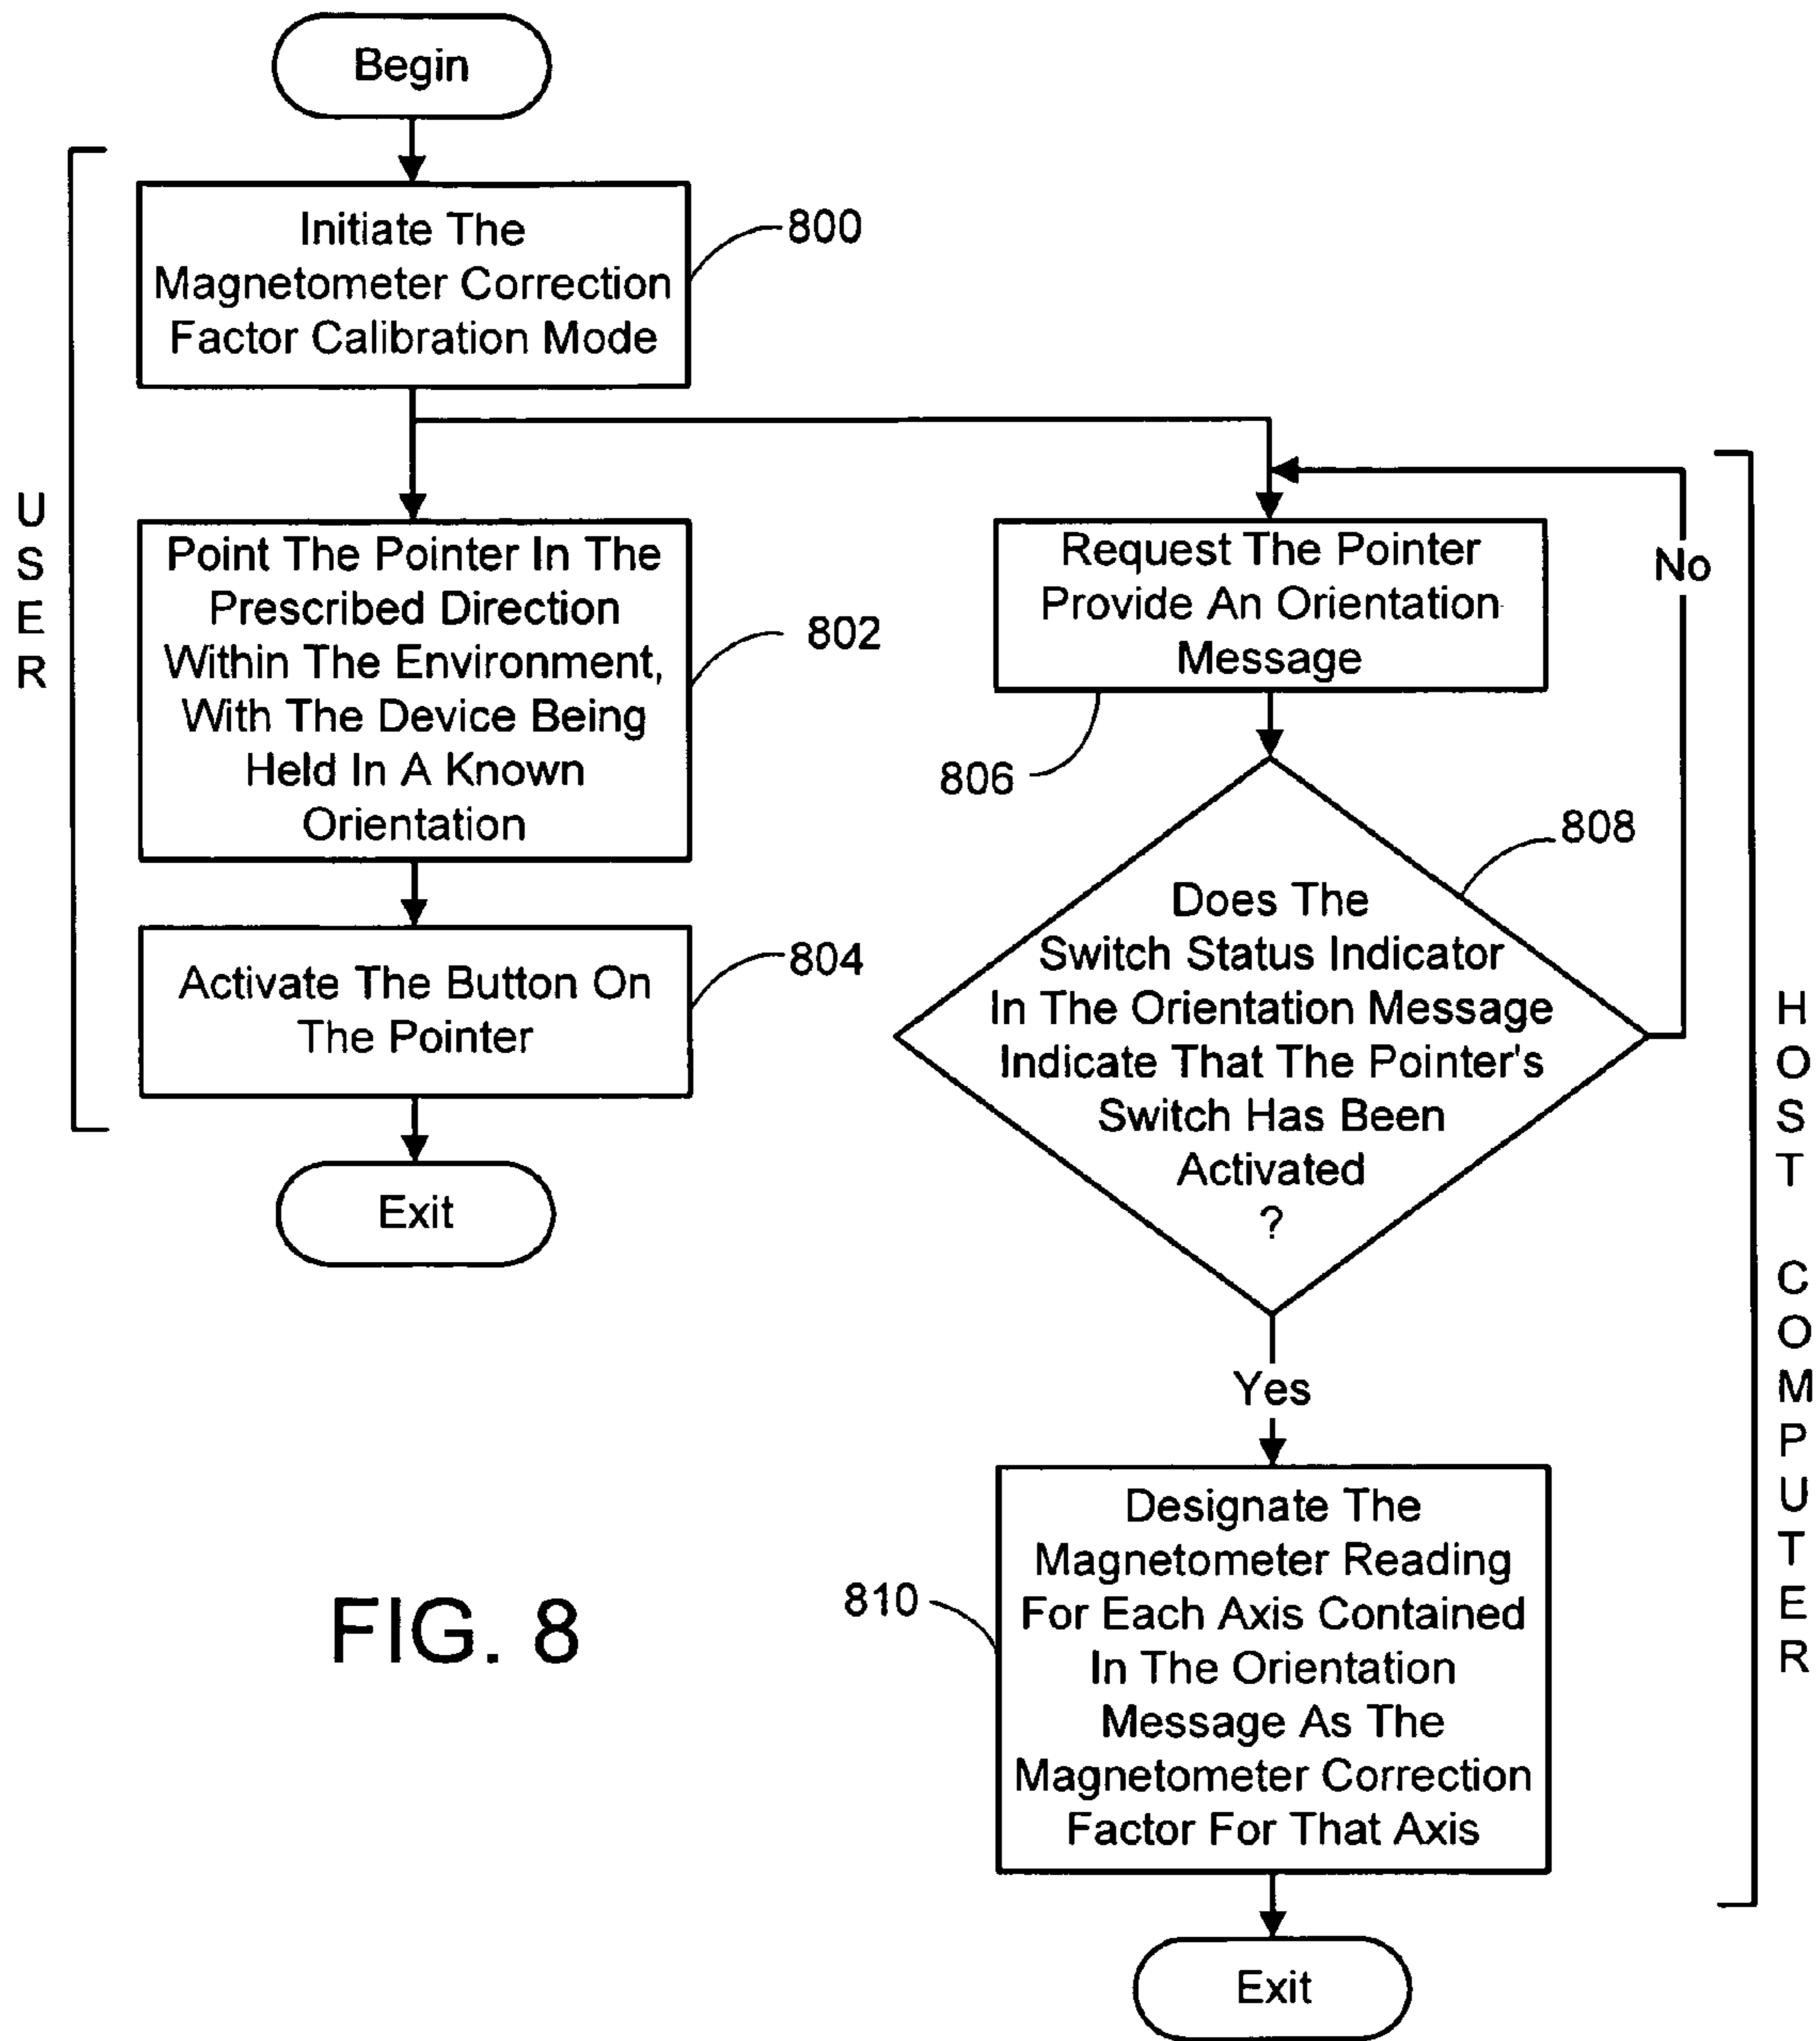 Begin
USER
Initiate The
Magnetometer Correction
Factor Calibration Mode
800
Point The Pointer In The
Prescribed Direction
Within The Environment,
With The Device Being
Held In A Known
Orientation
802
Activate The Button On
The Pointer
804
Exit
HOST COMPUTER
Request The Pointer
Provide An Orientation
Message
806
No
Does The
Switch Status Indicator
In The Orientation Message
Indicate That The Pointer's
Switch Has Been
Activated
?
808
Yes
Designate The
Magnetometer Reading
For Each Axis Contained
In The Orientation
Message As The
Magnetometer Correction
Factor For That Axis
810
Exit
FIG. 8